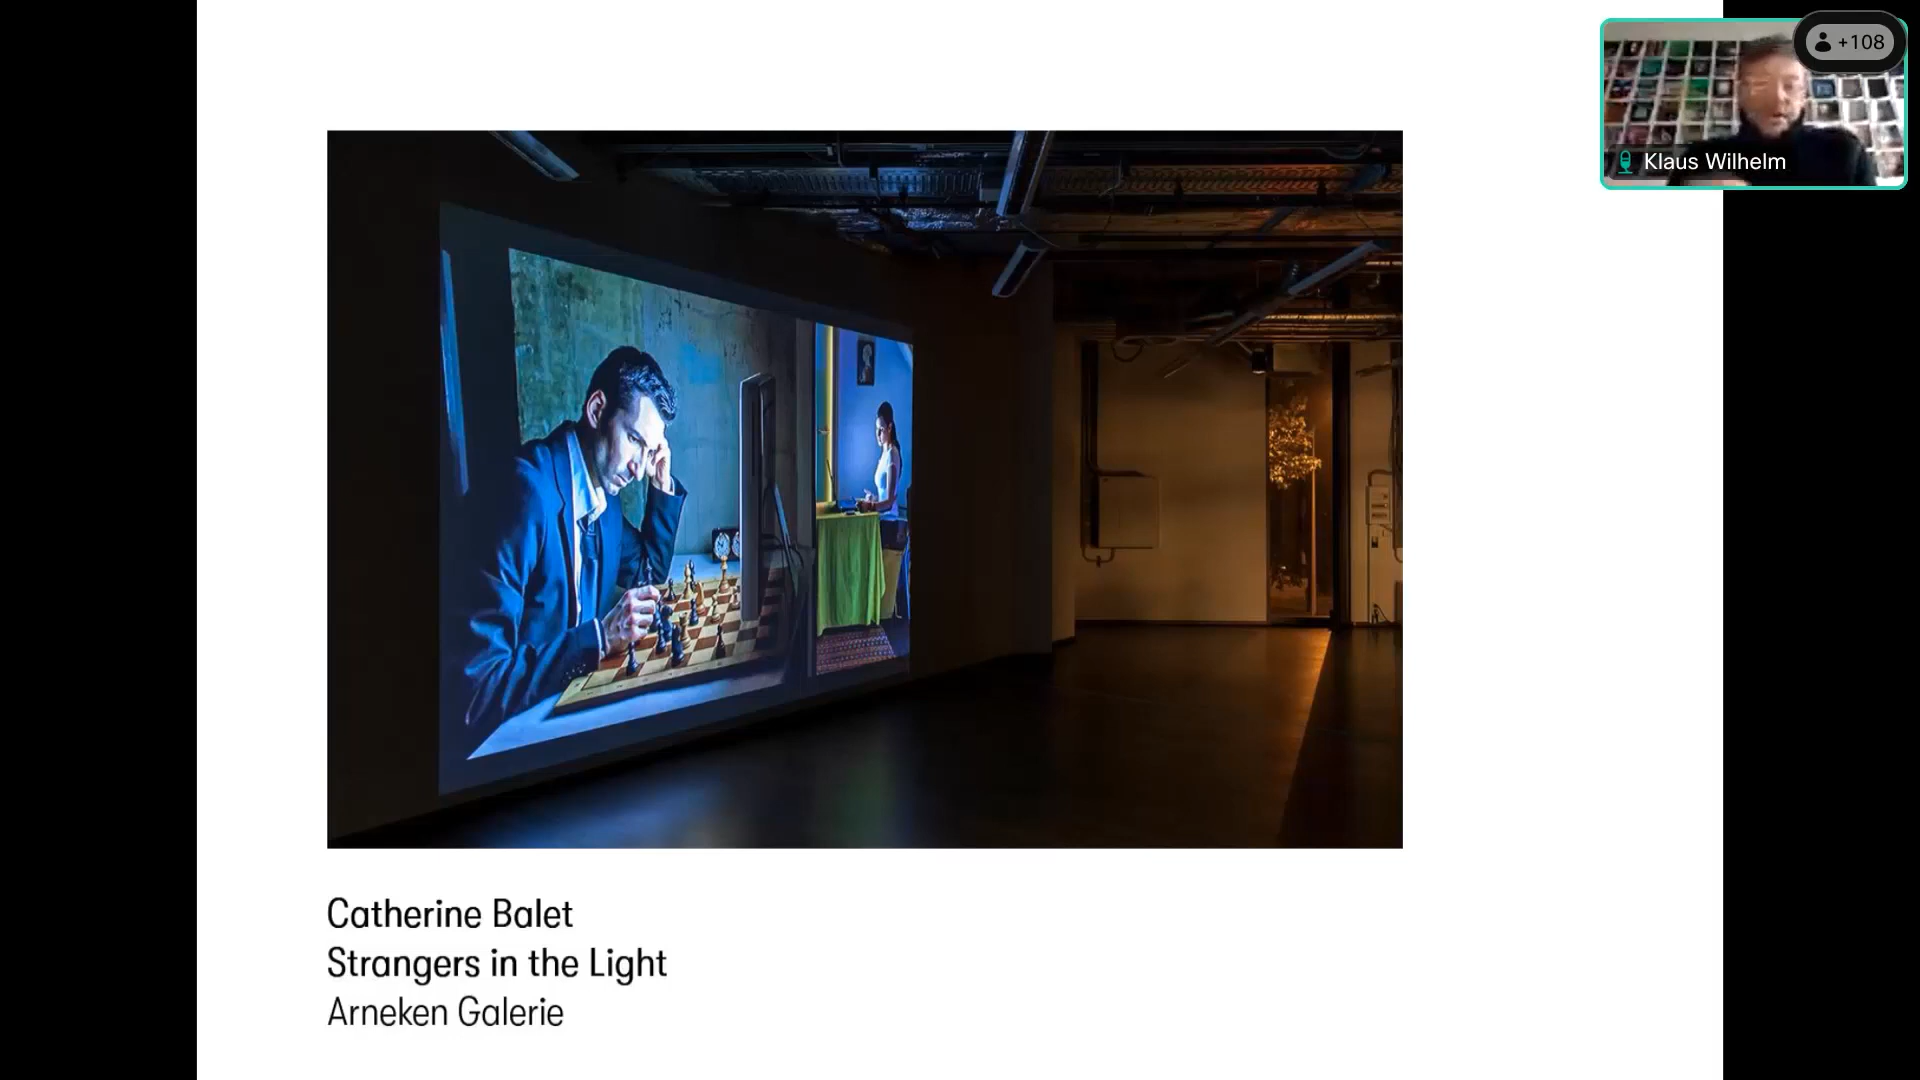 +108
Klaus Wilhelm
Catherine Balet
Strangers in the Light
Arneken Galerie